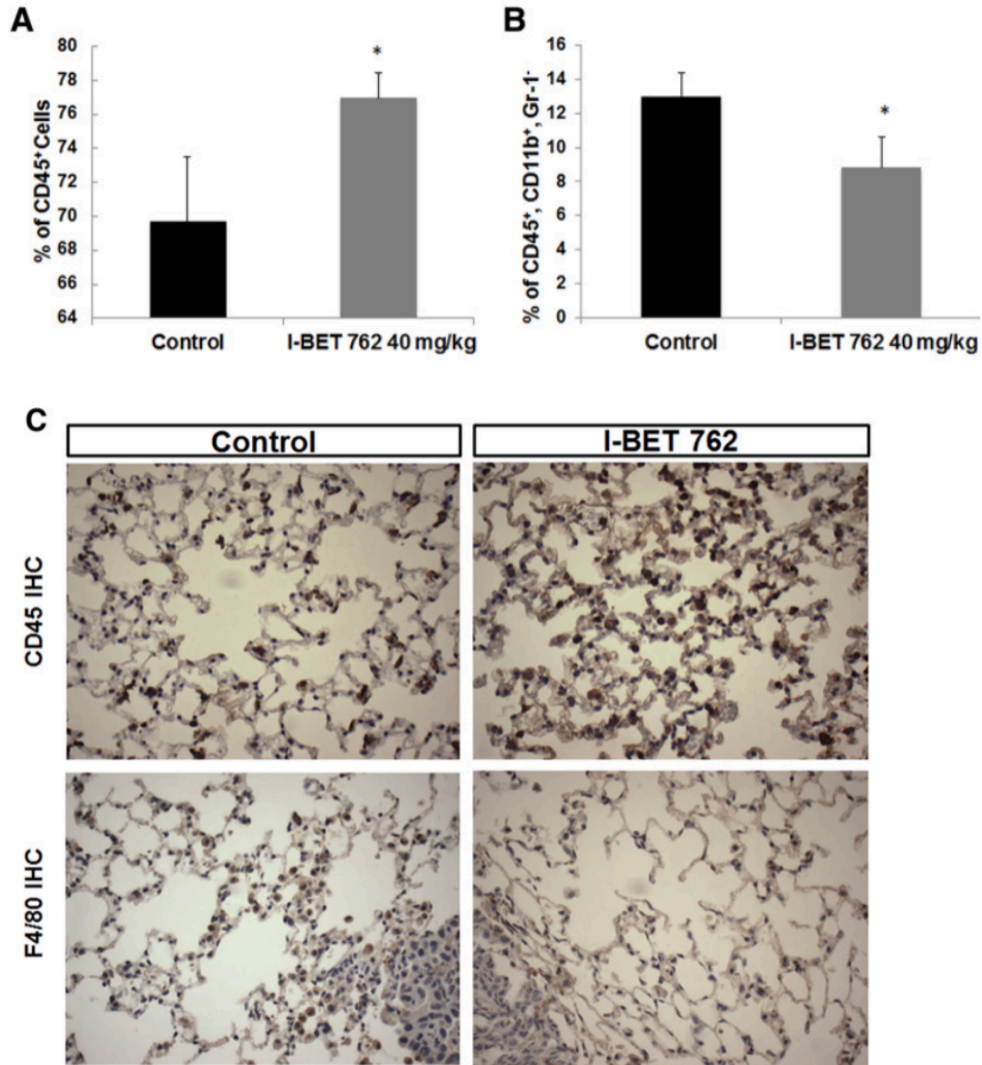 A
80
78
76
74
72
70
68
66
64
% of CD45⁺Cells
*
Control
I-BET 762 40 mg/kg
B
16
14
12
10
8
6
4
2
0
% of CD45⁺, CD11b⁺, Gr-1⁻
*
Control
I-BET 762 40 mg/kg
C
Control
I-BET 762
CD45 IHC
F4/80 IHC